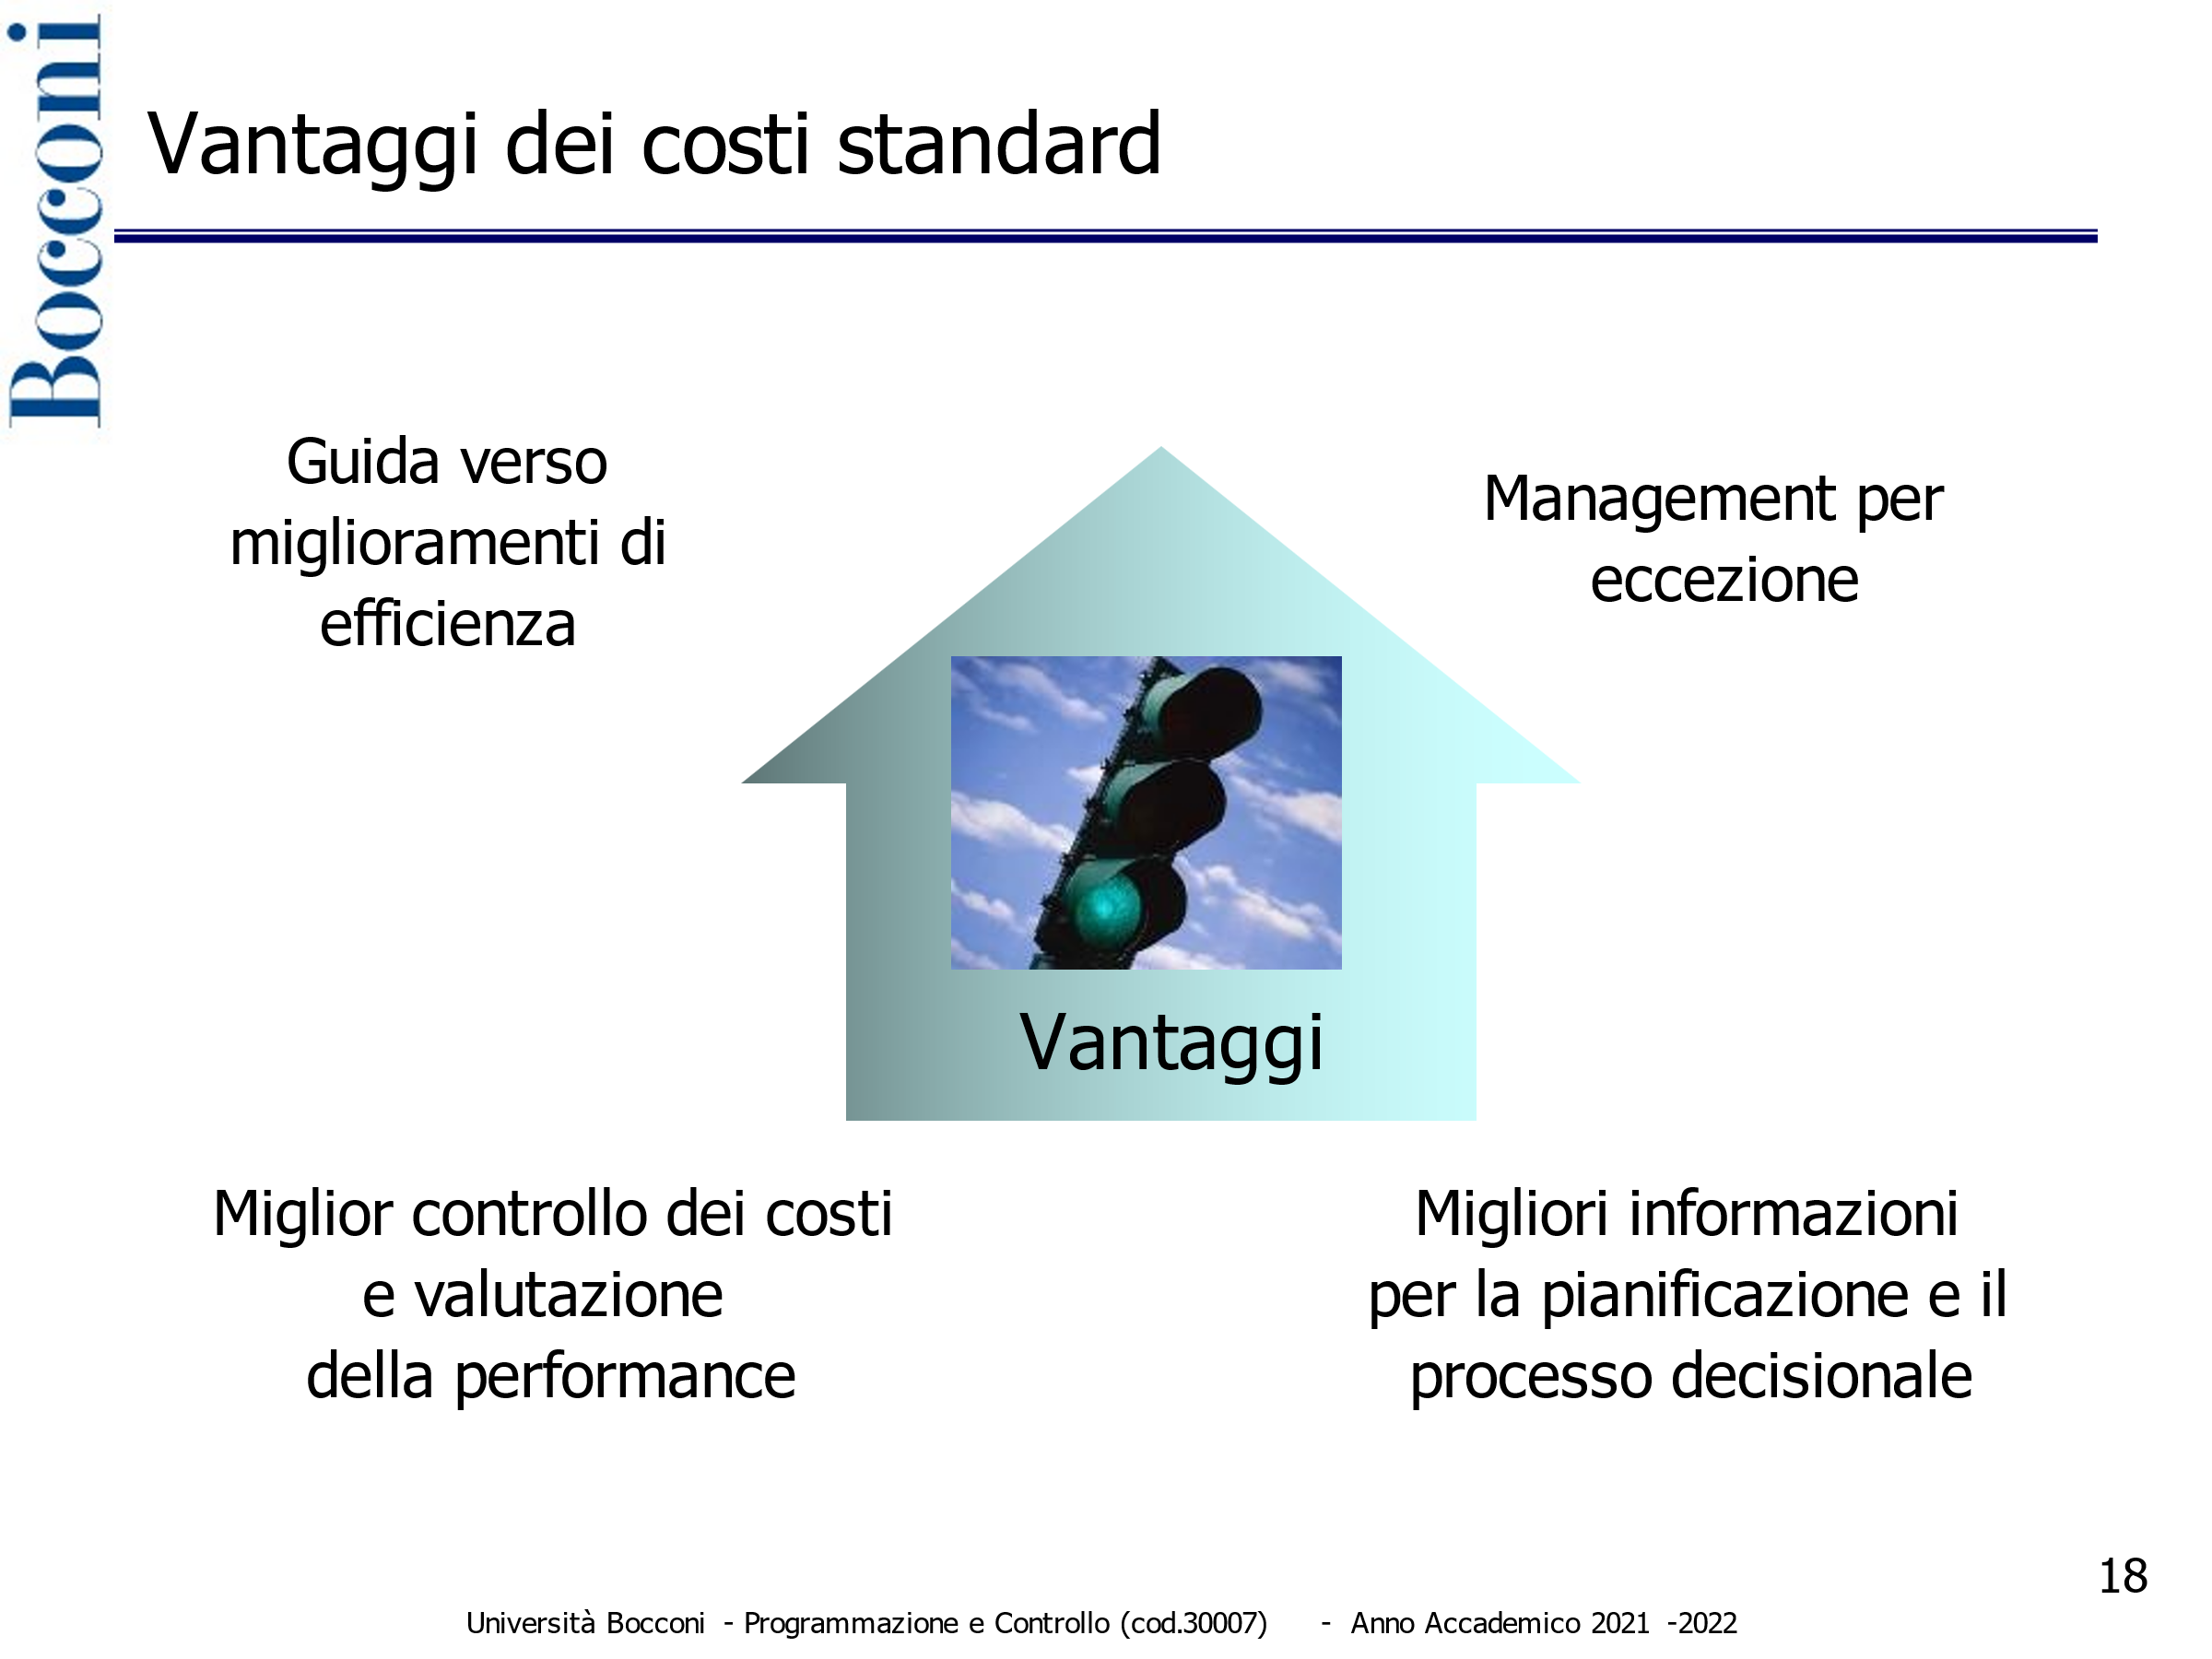 Bocconi
Vantaggi dei costi standard
Guida verso
miglioramenti di
efficienza
Management per
eccezione
Vantaggi
Miglior controllo dei costi
e valutazione
della performance
Migliori informazioni
per la pianificazione e il
processo decisionale
18
Università Bocconi - Programmazione e Controllo (cod.30007) - Anno Accademico 2021 -2022